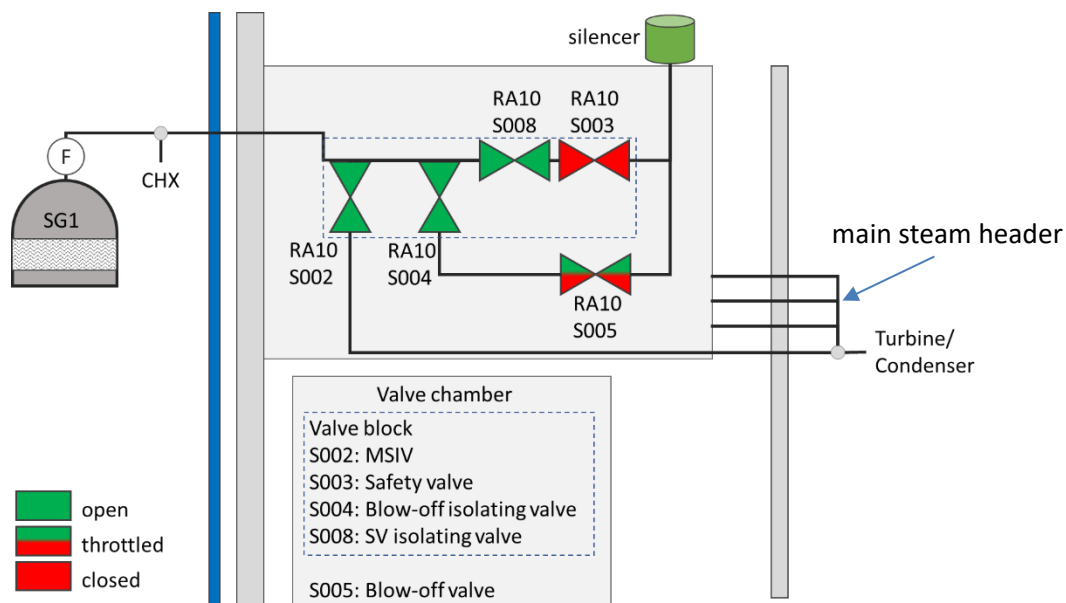 silencer
RA10
S008
RA10
S003
F
CHX
SG1
RA10
S002
RA10
S004
RA10
S005
main steam header
Turbine/
Condenser
Valve chamber
Valve block
S002: MSIV
S003: Safety valve
S004: Blow-off isolating valve
S008: SV isolating valve
S005: Blow-off valve
open
throttled
closed